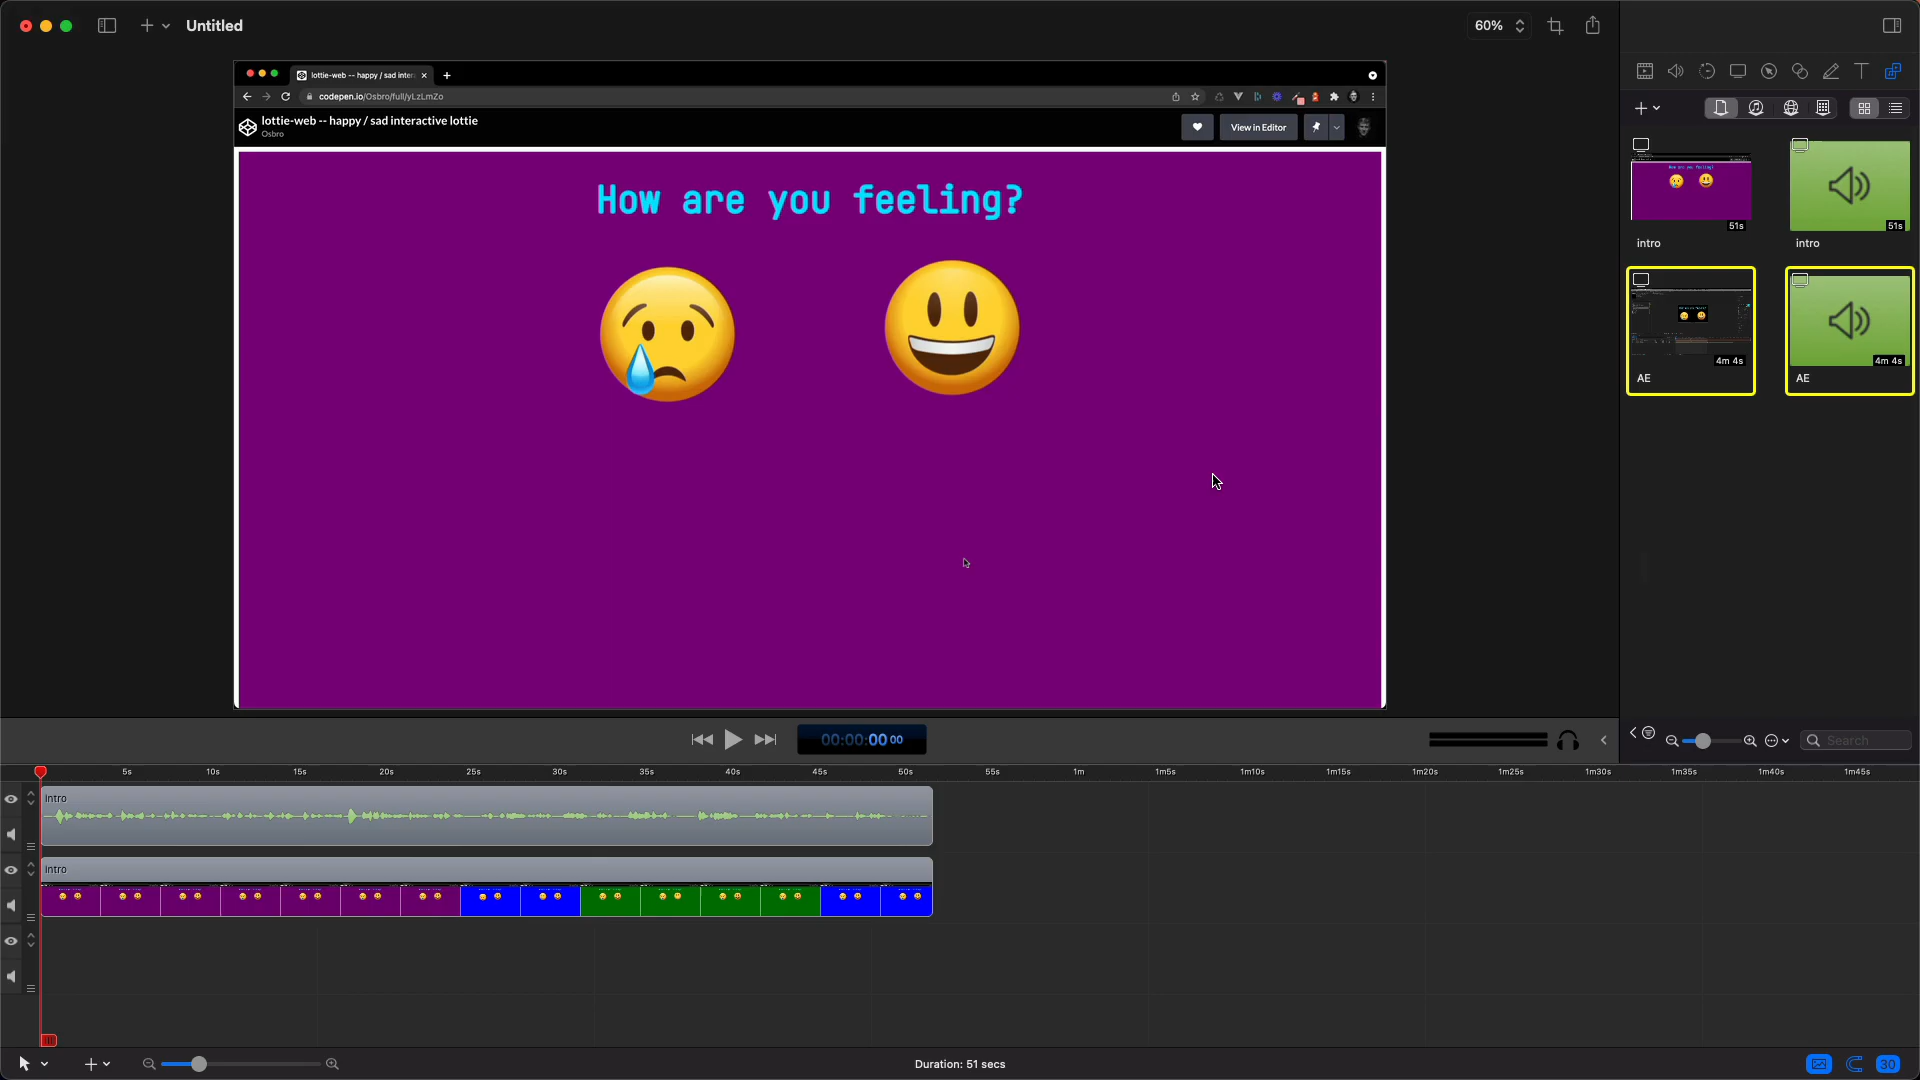 Untitled
60%
lottie-web -- happy / sad inter
codepen.io/Osbro/full/yLzLmZo
lottie-web -- happy / sad interactive lottie
Osbro
View in Editor
How are you feeling?
51s
51s
intro
intro
4m 4s
4m 4s
AE
AE
00:00:00 00
Search
5s 10s 15s 20s 25s 30s 35s 40s 45s 50s 55s 1m 1m5s 1m10s 1m15s 1m20s 1m25s 1m30s 1m35s 1m40s 1m45s
intro
intro
Duration: 51 secs
30